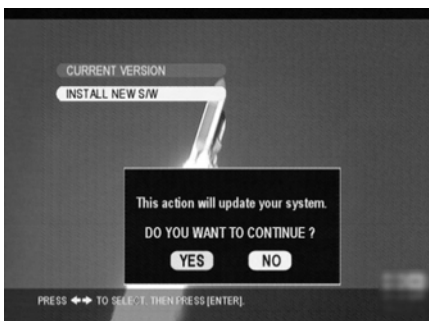 CURRENT VERSION
INSTALL NEW S/W
This action will update your system.
DO YOU WANT TO CONTINUE ?
YES NO
PRESS ◄► TO SELECT. THEN PRESS [ENTER].